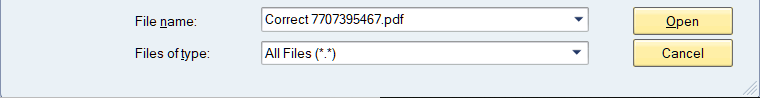 File name: Correct 7707395467.pdf Open
Files of type: All Files (*.*) Cancel